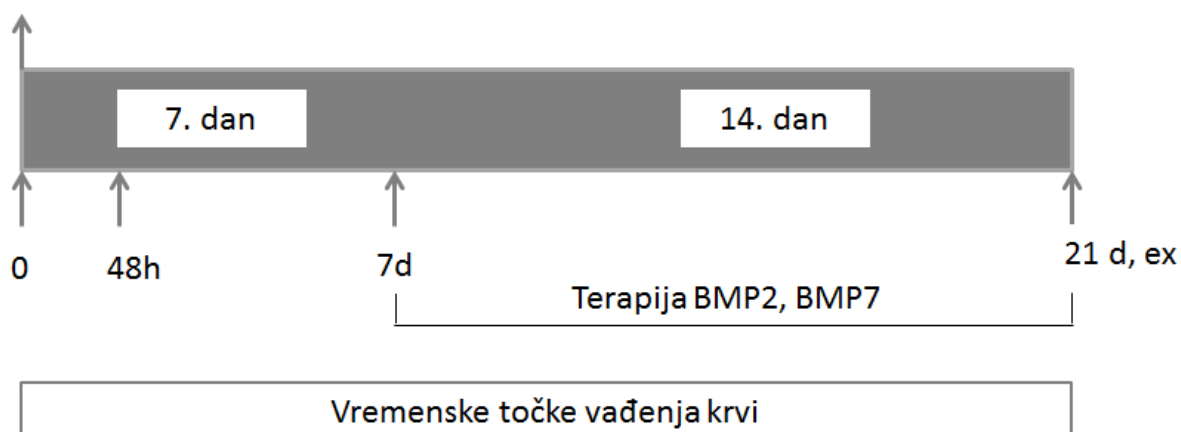 7. dan
14. dan
0
48h
7d
21 d, ex
Terapija BMP2, BMP7
Vremenske točke vađenja krvi